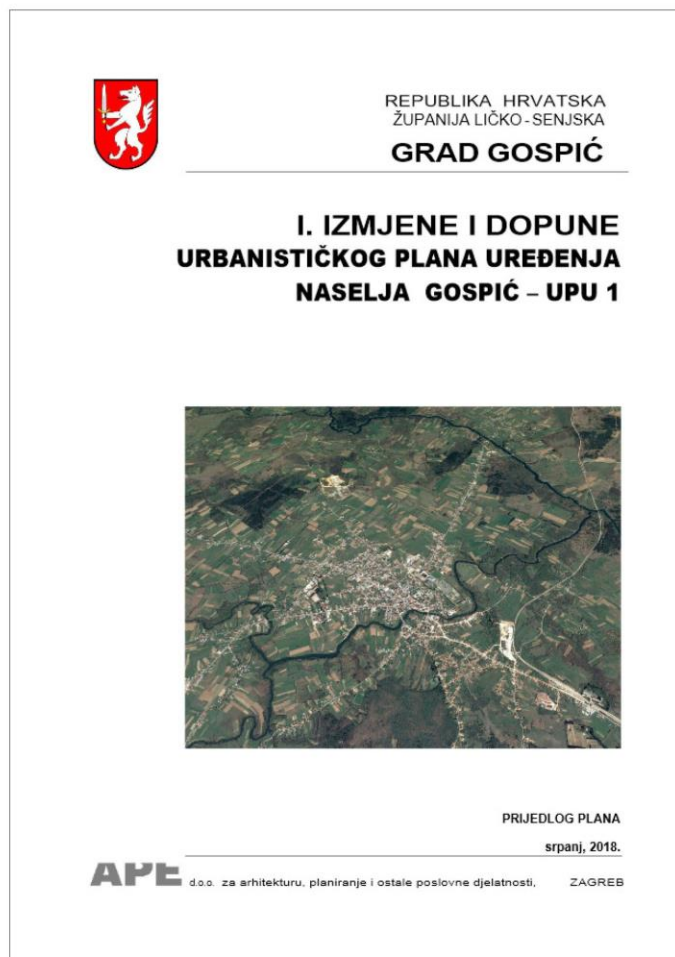 REPUBLIKA HRVATSKA
ŽUPANIJA LIČKO - SENJSKA
GRAD GOSPIĆ
I. IZMJENE I DOPUNE
URBANISTIČKOG PLANA UREĐENJA
NASELJA GOSPIĆ – UPU 1
PRIJEDLOG PLANA
srpanj, 2018.
APE d.o.o. za arhitekturu, planiranje i ostale poslovne djelatnosti, ZAGREB